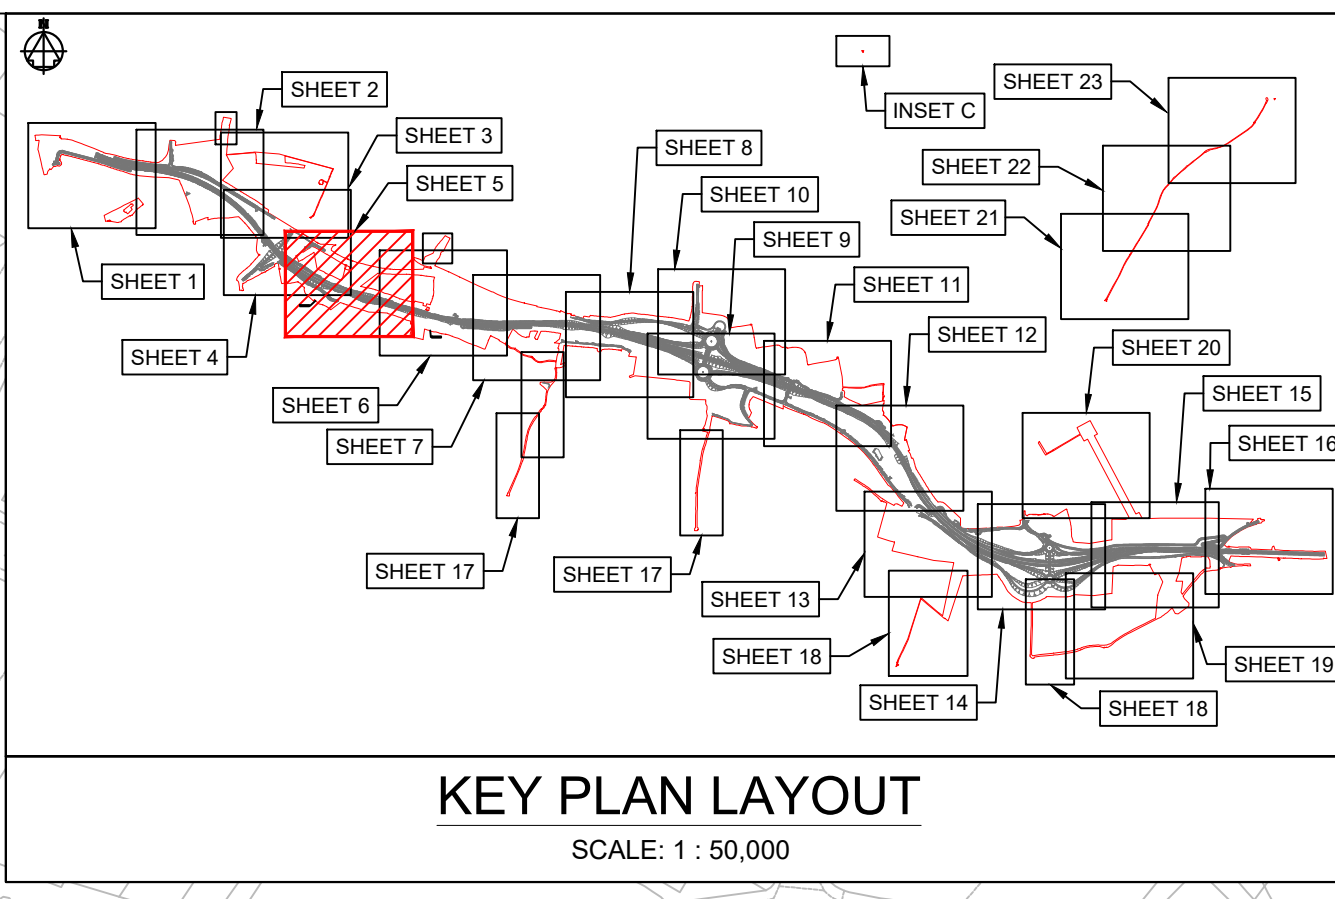 SHEET 2
SHEET 3
SHEET 5
SHEET 1
SHEET 4
SHEET 6
SHEET 7
SHEET 17
SHEET 8
SHEET 10
SHEET 9
SHEET 11
SHEET 12
INSET C
SHEET 23
SHEET 22
SHEET 21
SHEET 20
SHEET 15
SHEET 16
SHEET 17
SHEET 13
SHEET 18
SHEET 14
SHEET 18
SHEET 19
KEY PLAN LAYOUT
SCALE: 1 : 50,000